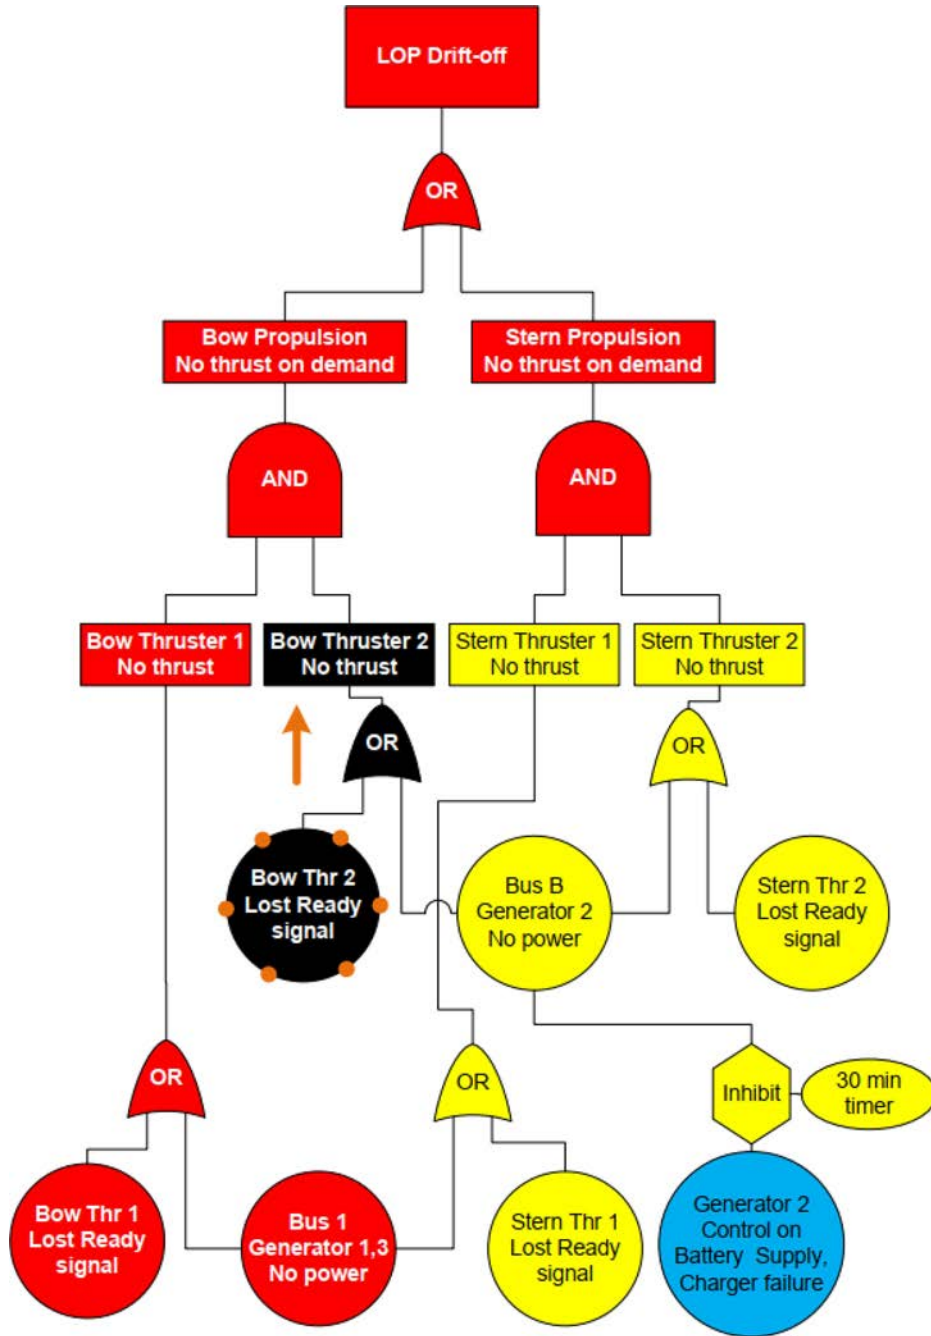 LOP Drift-off
OR
Bow Propulsion
No thrust on demand
Stern Propulsion
No thrust on demand
AND
AND
Bow Thruster 1
No thrust
Bow Thruster 2
No thrust
Stern Thruster 1
No thrust
Stern Thruster 2
No thrust
OR
OR
Bow Thr 2
Lost Ready
signal
Bus B
Generator 2
No power
Stern Thr 2
Lost Ready
signal
OR
OR
Inhibit
30 min
timer
Bow Thr 1
Lost Ready
signal
Bus 1
Generator 1,3
No power
Stern Thr 1
Lost Ready
signal
Generator 2
Control on
Battery Supply,
Charger failure